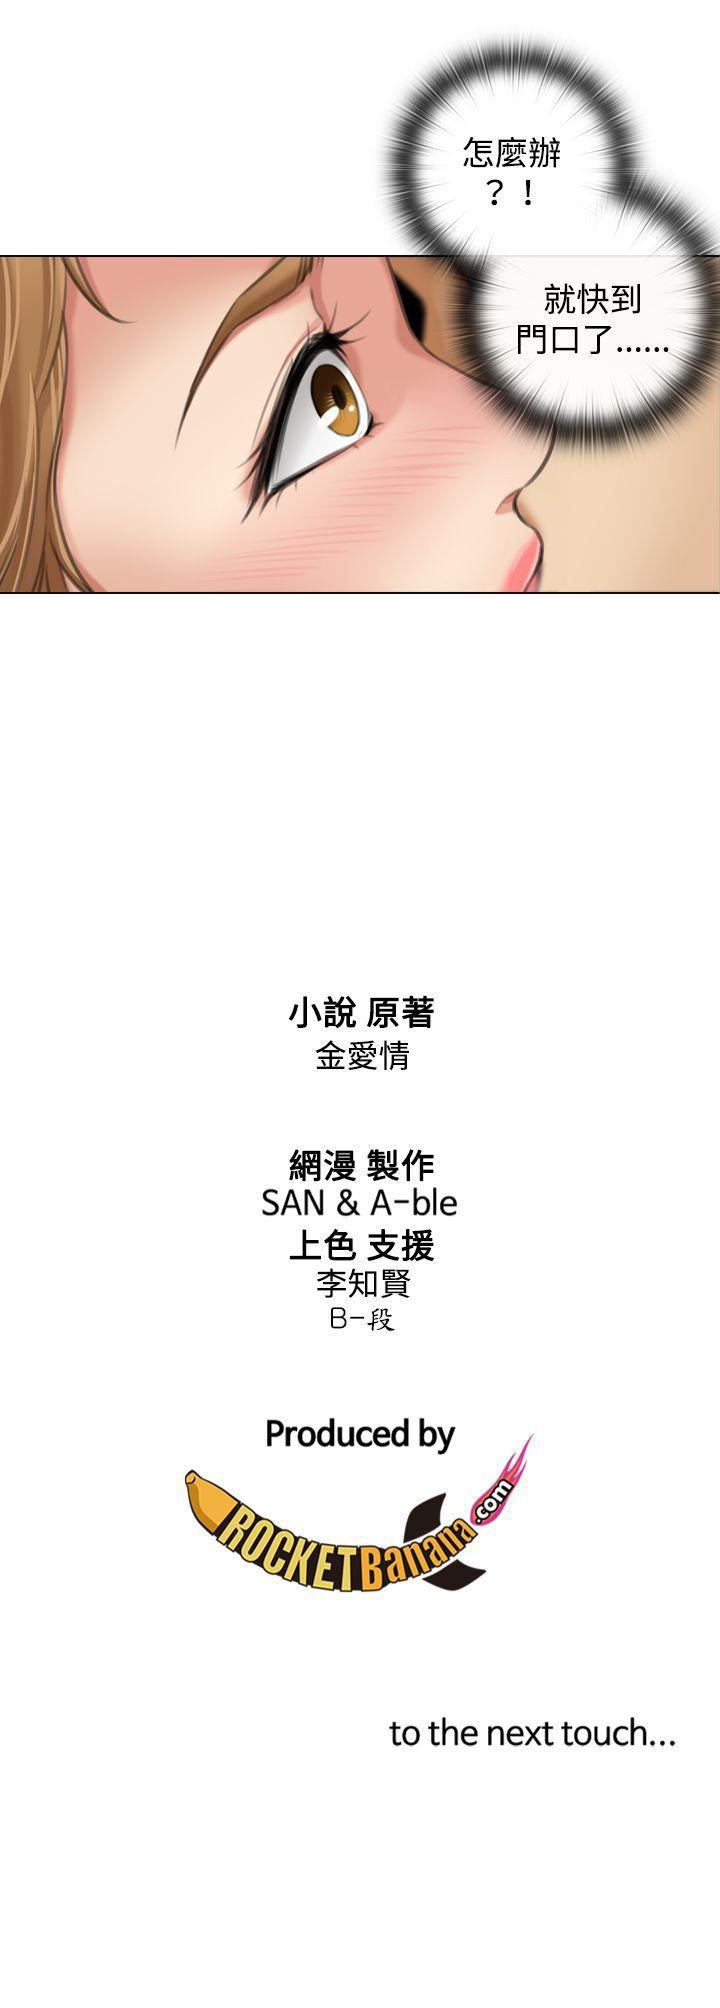 怎麼辦
？！
就快到
門口了......
小說 原著
金愛情
網漫 製作
SAN & A-ble
上色 支援
李知賢
B-段
Produced by
ROCKETBanana.com
to the next touch...